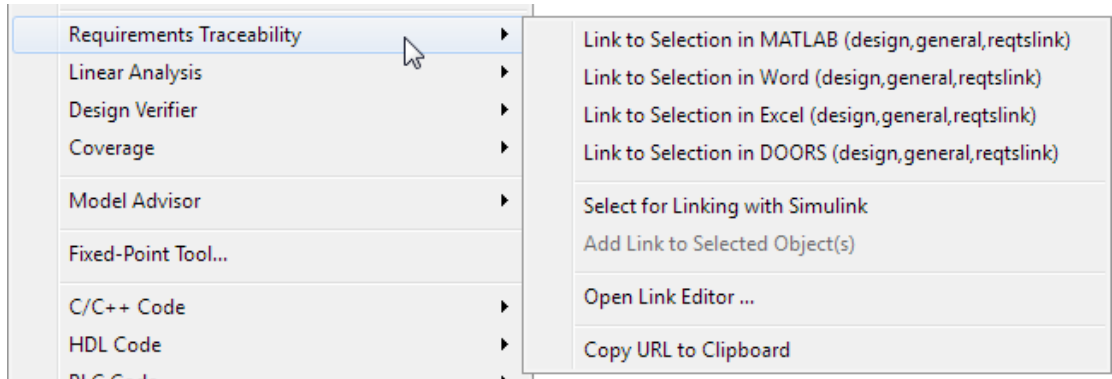 Requirements Traceability
Linear Analysis
Design Verifier
Coverage
Model Advisor
Fixed-Point Tool...
C/C++ Code
HDL Code
Link to Selection in MATLAB (design,general,reqtslink)
Link to Selection in Word (design,general,reqtslink)
Link to Selection in Excel (design,general,reqtslink)
Link to Selection in DOORS (design,general,reqtslink)
Select for Linking with Simulink
Add Link to Selected Object(s)
Open Link Editor ...
Copy URL to Clipboard